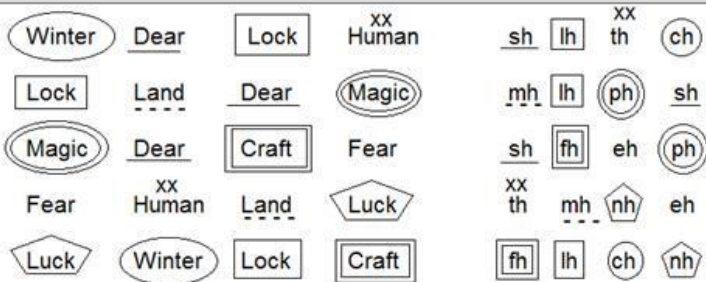 xx xx
Winter Dear Lock Human sh lh th ch
Lock Land Dear Magic mh lh ph sh
Magic Dear Craft Fear sh fh eh ph
xx xx
Fear Human Land Luck th mh nh eh
Luck Winter Lock Craft fh lh ch nh